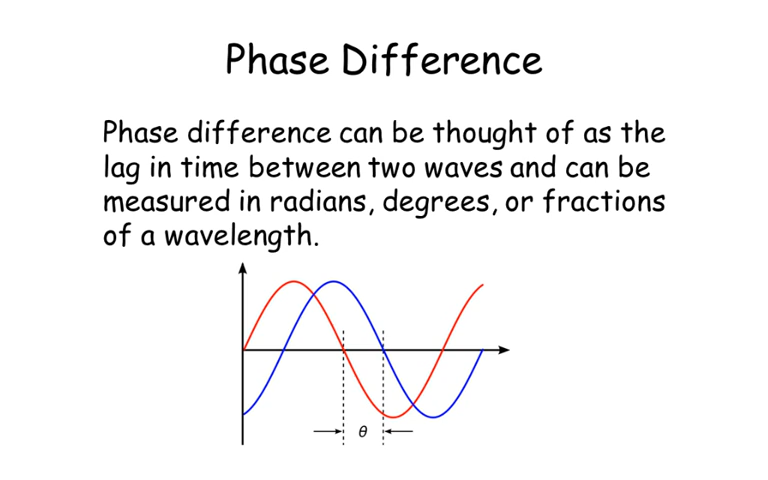 Phase Difference
Phase difference can be thought of as the
lag in time between two waves and can be
measured in radians, degrees, or fractions
of a wavelength.
θ